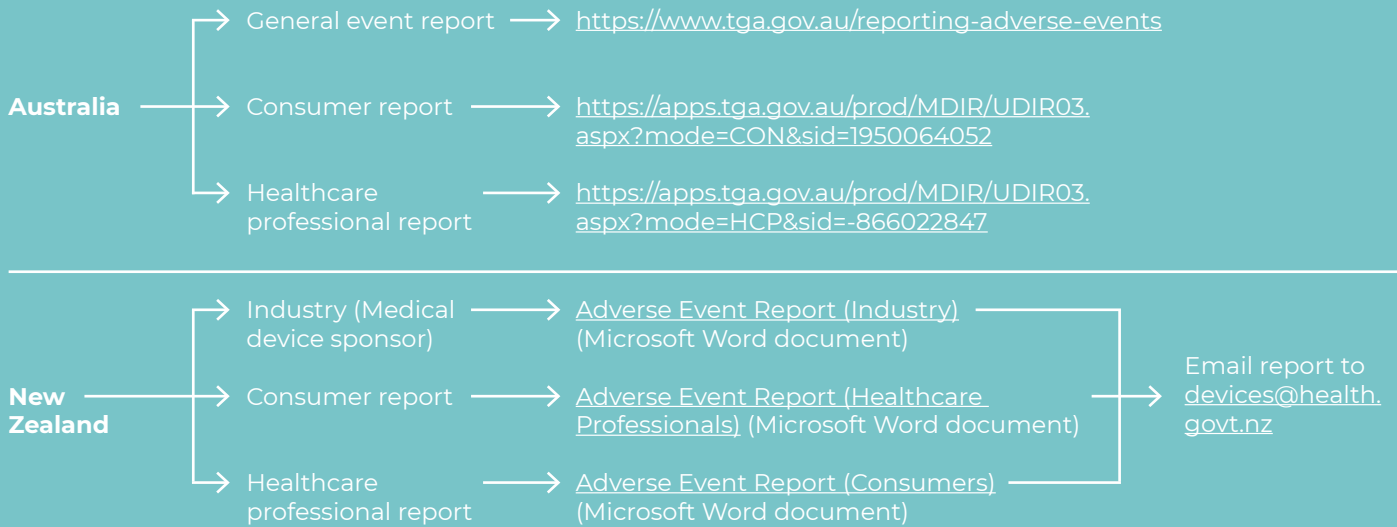 General event report
https://www.tga.gov.au/reporting-adverse-events
Australia
Consumer report
https://apps.tga.gov.au/prod/MDIR/UDIR03.
aspx?mode=CON&sid=1950064052
Healthcare
professional report
https://apps.tga.gov.au/prod/MDIR/UDIR03.
aspx?mode=HCP&sid=-866022847
Industry (Medical
device sponsor)
Adverse Event Report (Industry)
(Microsoft Word document)
New
Zealand
Consumer report
Adverse Event Report (Healthcare
Professionals) (Microsoft Word document)
Healthcare
professional report
Adverse Event Report (Consumers)
(Microsoft Word document)
Email report to
devices@health.
govt.nz